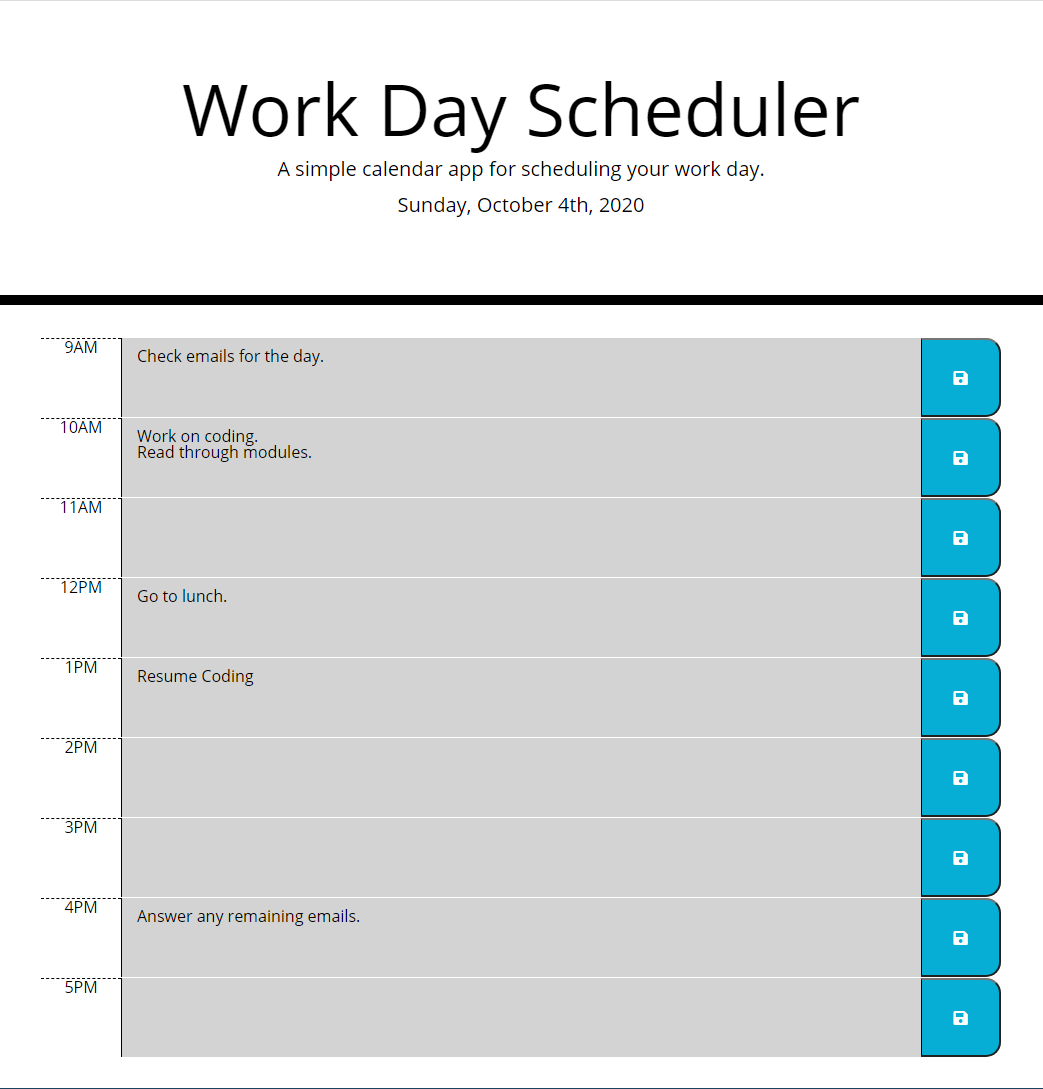 Work Day Scheduler
A simple calendar app for scheduling your work day.
Sunday, October 4th, 2020
9AM
Check emails for the day.
10AM
Work on coding.
Read through modules.
11AM
12PM
Go to lunch.
1PM
Resume Coding
2PM
3PM
4PM
Answer any remaining emails.
5PM